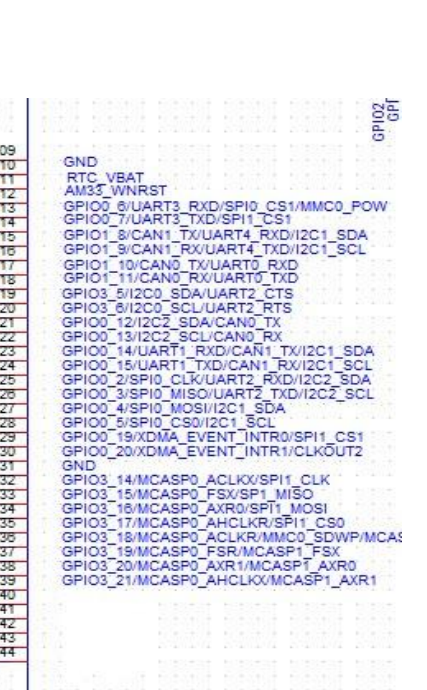 GPIO2
GPI
09
10 GND
11 RTC_VBAT
12 AM33_WNRST
13 GPIO0_6/UART3_RXD/SPI0_CS1/MMC0_POW
14 GPIO0_7/UART3_TXD/SPI1_CS1
15 GPIO1_8/CAN1_TX/UART4_RXD/I2C1_SDA
16 GPIO1_9/CAN1_RX/UART4_TXD/I2C1_SCL
17 GPIO1_10/CAN0_TX/UART0_RXD
18 GPIO1_11/CAN0_RX/UART0_TXD
19 GPIO3_5/I2C0_SDA/UART2_CTS
20 GPIO3_6/I2C0_SCL/UART2_RTS
21 GPIO0_12/I2C2_SDA/CAN0_TX
22 GPIO0_13/I2C2_SCL/CAN0_RX
23 GPIO0_14/UART1_RXD/CAN1_TX/I2C1_SDA
24 GPIO0_15/UART1_TXD/CAN1_RX/I2C1_SCL
25 GPIO0_2/SPI0_CLK/UART2_RXD/I2C2_SDA
26 GPIO0_3/SPI0_MISO/UART2_TXD/I2C2_SCL
27 GPIO0_4/SPI0_MOSI/I2C1_SDA
28 GPIO0_5/SPI0_CS0/I2C1_SCL
29 GPIO0_19/XDMA_EVENT_INTR0/SPI1_CS1
30 GPIO0_20/XDMA_EVENT_INTR1/CLKOUT2
31 GND
32 GPIO3_14/MCASP0_ACLKX/SPI1_CLK
33 GPIO3_15/MCASP0_FSX/SP1_MISO
34 GPIO3_16/MCASP0_AXR0/SPI1_MOSI
35 GPIO3_17/MCASP0_AHCLKR/SPI1_CS0
36 GPIO3_18/MCASP0_ACLKR/MMC0_SDWP/MCAS
37 GPIO3_19/MCASP0_FSR/MCASP1_FSX
38 GPIO3_20/MCASP0_AXR1/MCASP1_AXR0
39 GPIO3_21/MCASP0_AHCLKX/MCASP1_AXR1
40
41
42
43
44